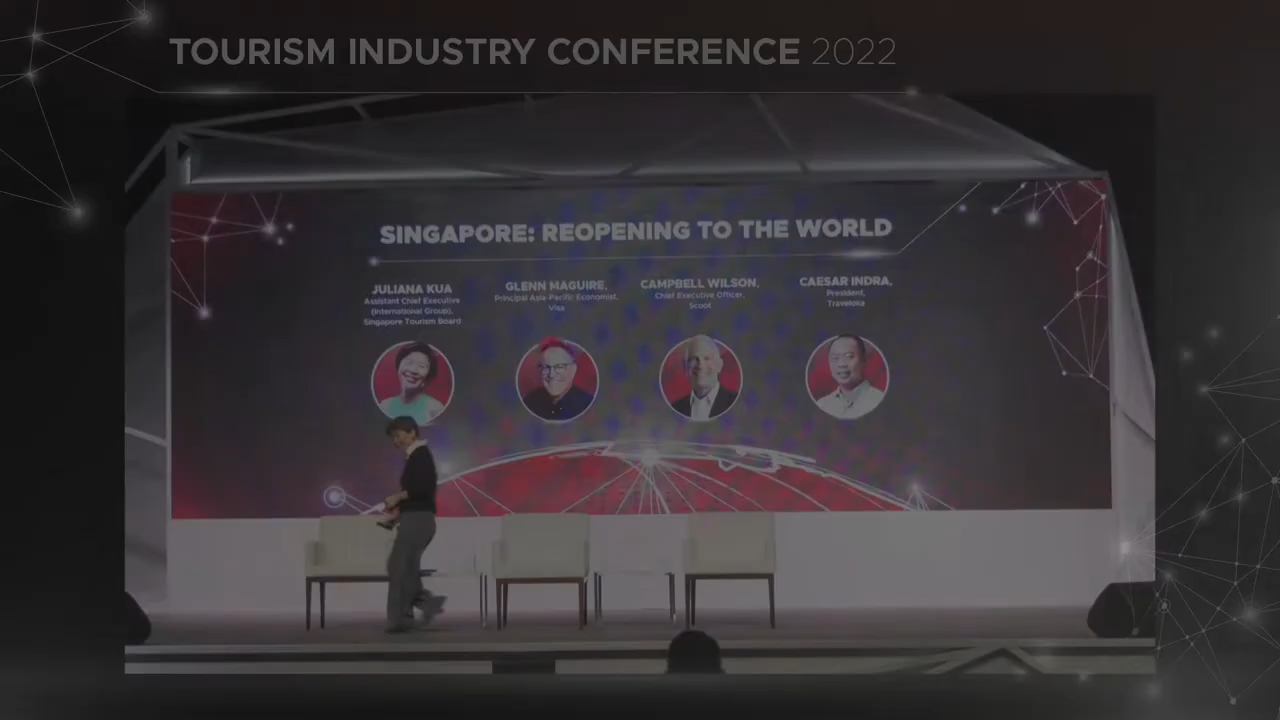 TOURISM INDUSTRY CONFERENCE 2022
SINGAPORE: REOPENING TO THE WORLD
JULIANA KUA
Assistant Chief Executive
(International Group),
Singapore Tourism Board
GLENN MAGUIRE,
Principal Asia-Pacific Economist,
Visa
CAMPBELL WILSON,
Chief Executive Officer,
Scoot
CAESAR INDRA,
President,
Traveloka